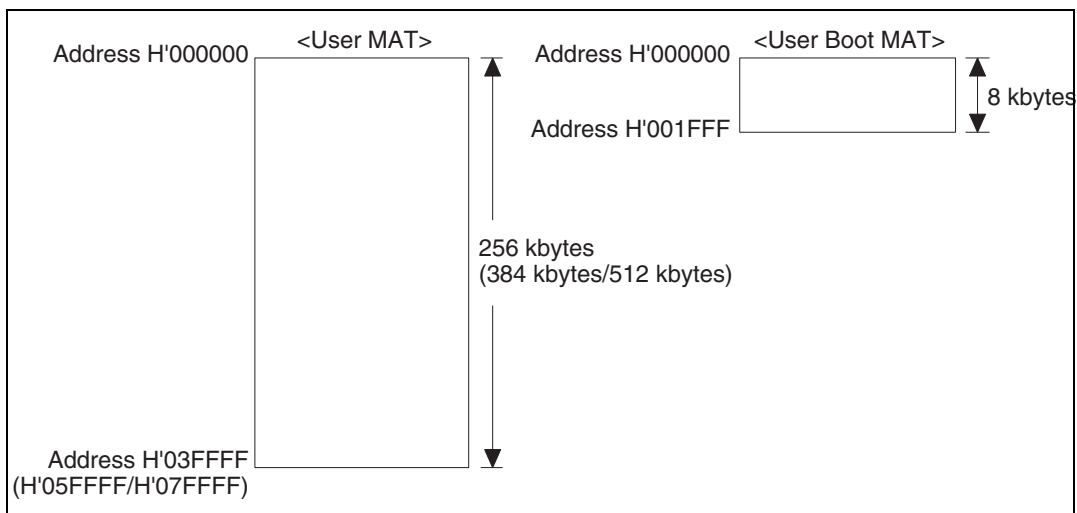 <User MAT>
Address H'000000
256 kbytes
(384 kbytes/512 kbytes)
Address H'03FFFF
(H'05FFFF/H'07FFFF)
<User Boot MAT>
Address H'000000
8 kbytes
Address H'001FFF